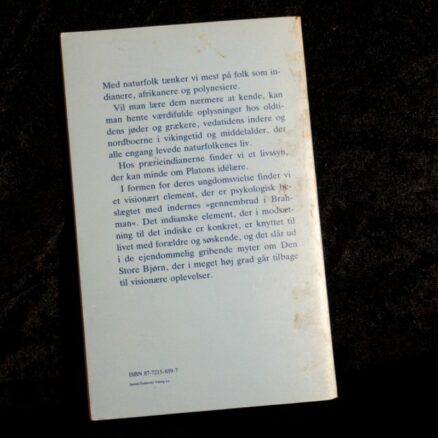 Med naturfolk tænker vi mest på folk som in-
dianere, afrikanere og polynesiere.
Vil man lære dem nærmere at kende, kan
man hente værdifulde oplysninger hos oldti-
dens jøder og grækere, vedatidens indere og
nordboerne i vikingetid og middelalder, der
alle engang levede naturfolkenes liv.
Hos prærieindianerne finder vi et livssyn,
der kan minde om Platons idélære.
I formen for deres ungdomsvielse finder vi
et visionært element, der er psykologisk be-
slægtet med indernes »gennembrud i Brah-
man«. Det indianske element, der i modsæt-
ning til det indiske er konkret, er knyttet til
livet med forældre og søskende, og det slår ud
i de ejendommelig gribende myter om Den
Store Bjørn, der i meget høj grad går tilbage
til visionære oplevelser.
ISBN 87-7215-659-7